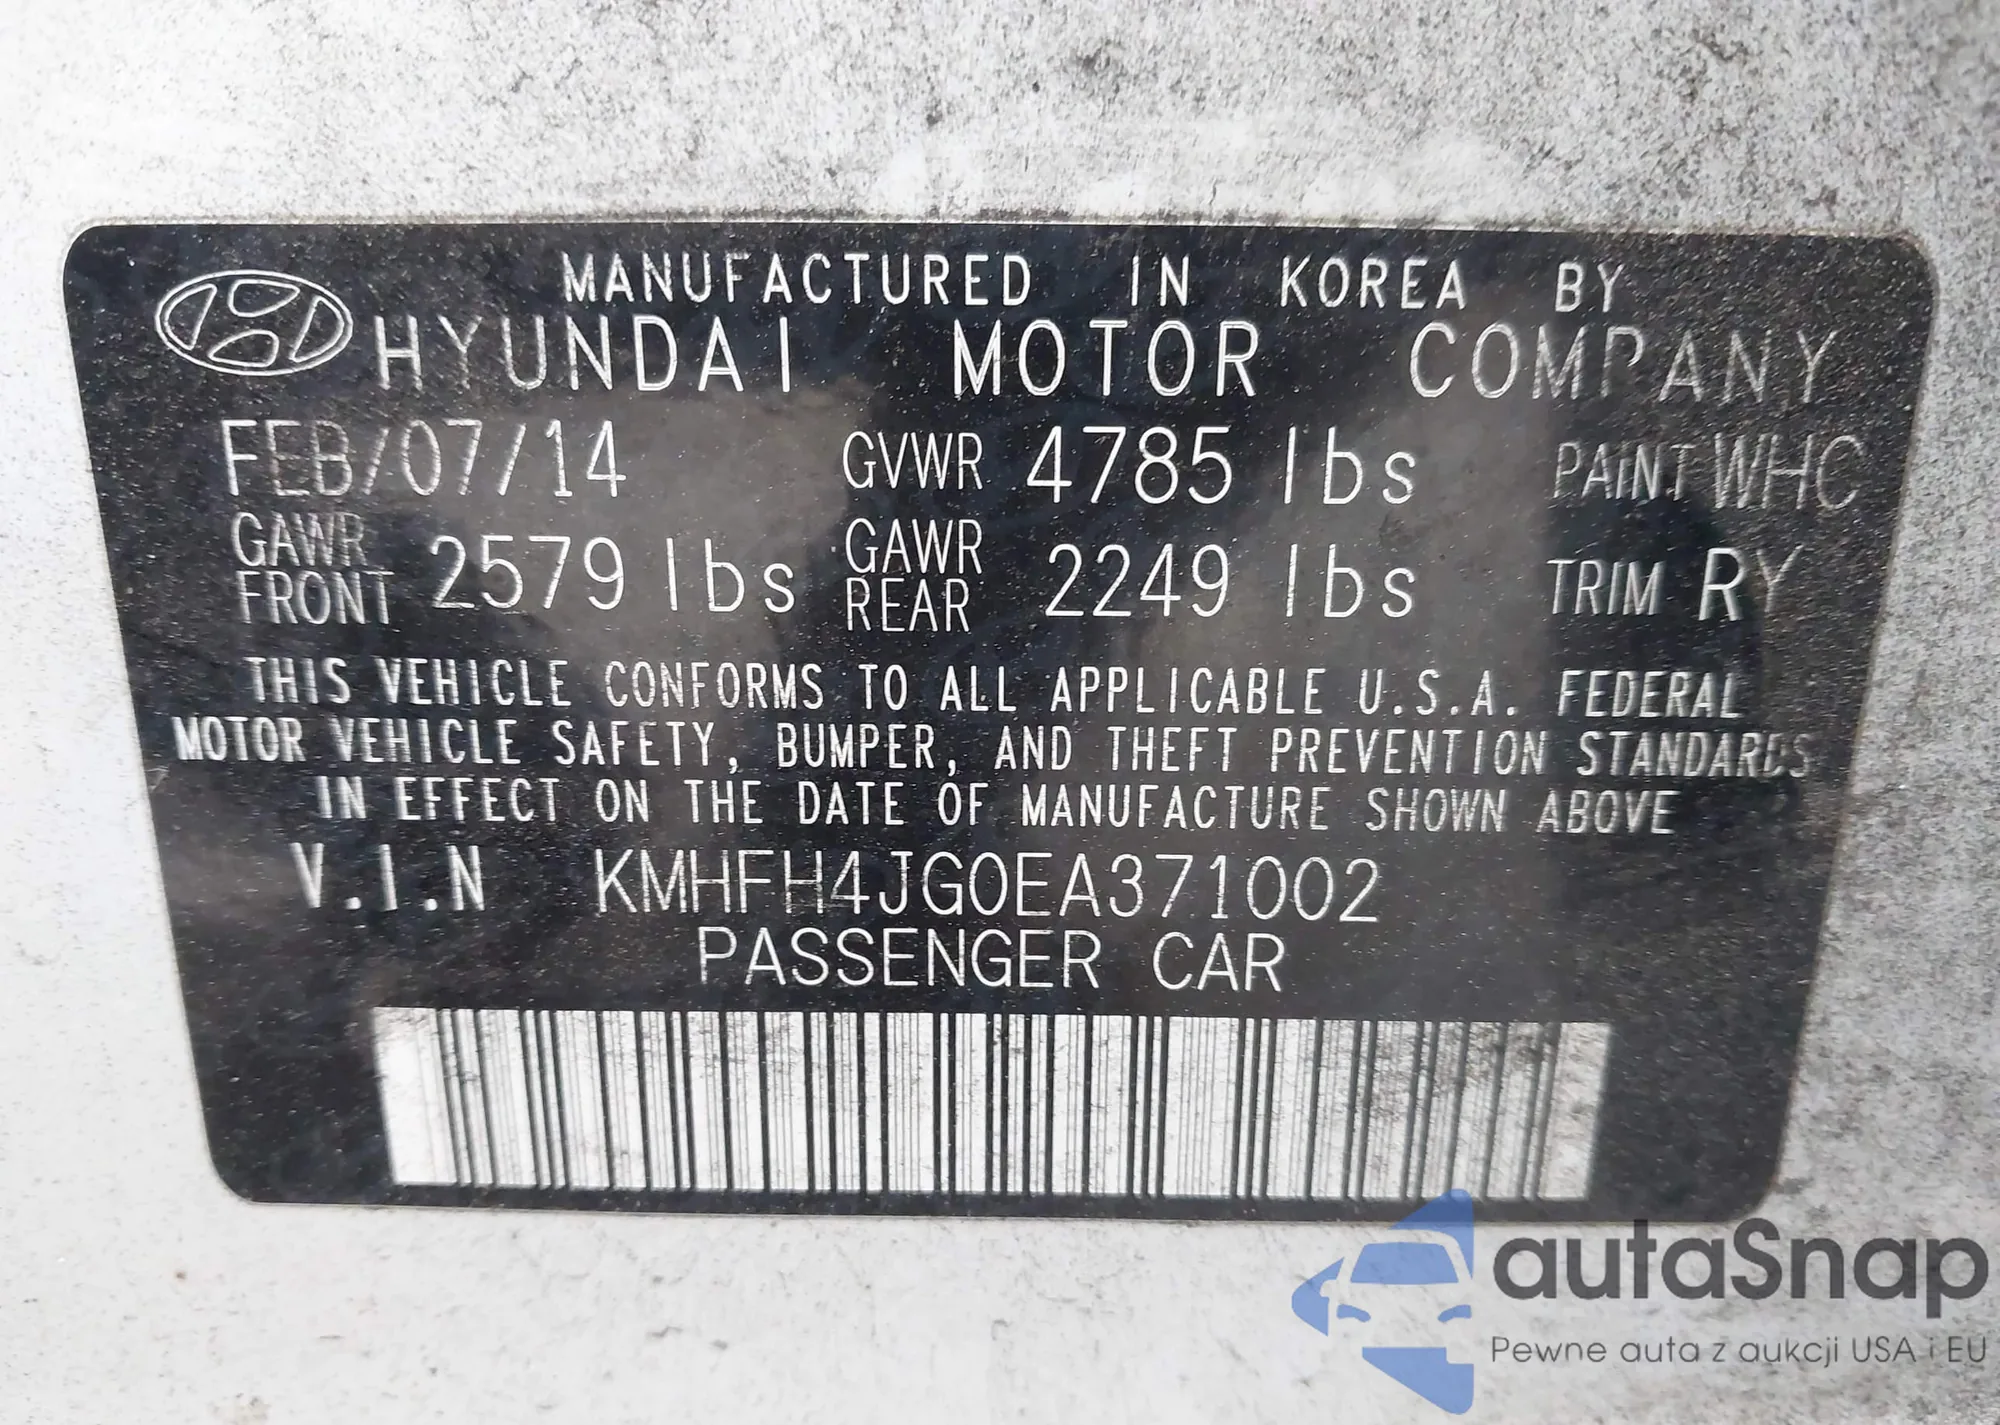 MANUFACTURED IN KOREA BY
HYUNDAI MOTOR COMPANY
FEB/07/14 GVWR 4785 lbs PAINT WHC
GAWR FRONT 2579 lbs GAWR REAR 2249 lbs TRIM RY
THIS VEHICLE CONFORMS TO ALL APPLICABLE U.S.A. FEDERAL
MOTOR VEHICLE SAFETY, BUMPER, AND THEFT PREVENTION STANDARDS
IN EFFECT ON THE DATE OF MANUFACTURE SHOWN ABOVE
V.I.N KMHFH4JG0EA371002
PASSENGER CAR
autaSnap
Pewne auta z aukcji USA i EU